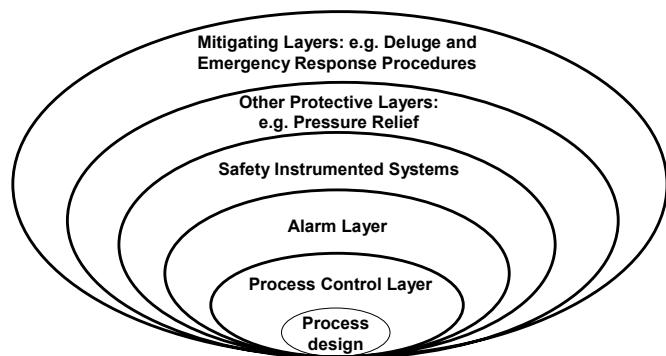 Mitigating Layers: e.g. Deluge and
Emergency Response Procedures
Other Protective Layers:
e.g. Pressure Relief
Safety Instrumented Systems
Alarm Layer
Process Control Layer
Process
design